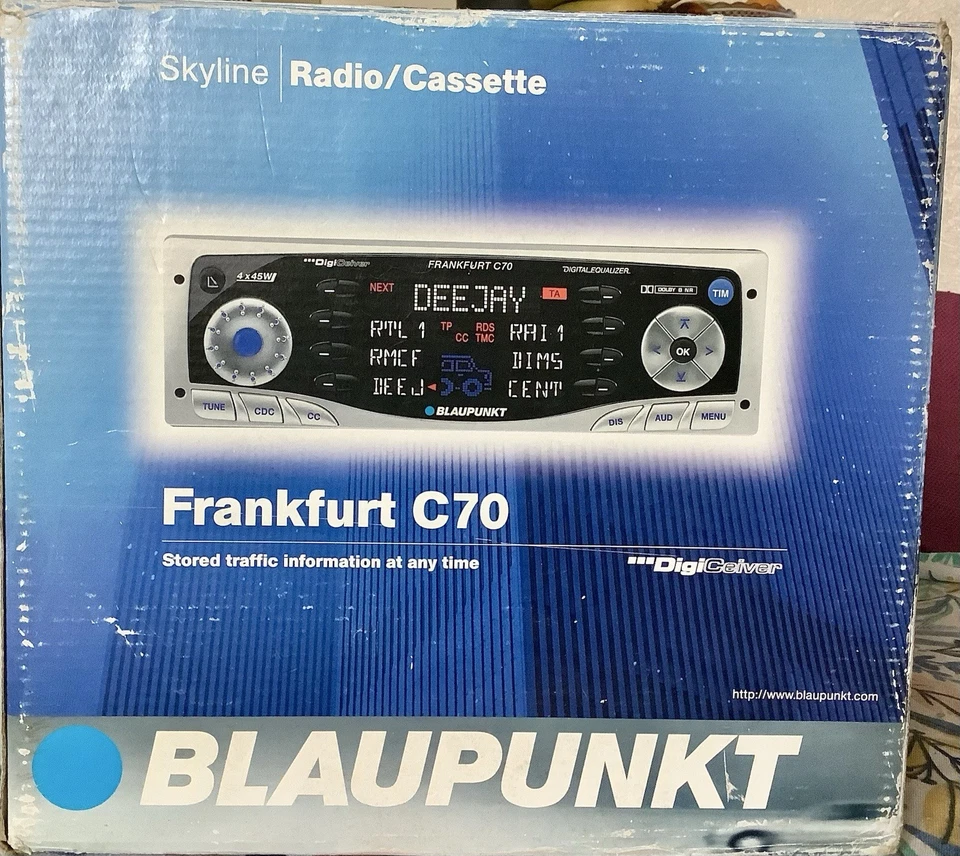 Skyline | Radio/Cassette
DigiCeiver
FRANKFURT C70
DIGITAL EQUALIZER
4x45W
DOLBY B NR
TIM
NEXT
DEEJAY
TA
RTL 1
TP
RDS
RAI 1
CC
TMC
RMCF
DIMS
OK
DEEJ
CENT
BLAUPUNKT
TUNE
CDC
CC
DIS
AUD
MENU
Frankfurt C70
Stored traffic information at any time
DigiCeiver
http://www.blaupunkt.com
BLAUPUNKT